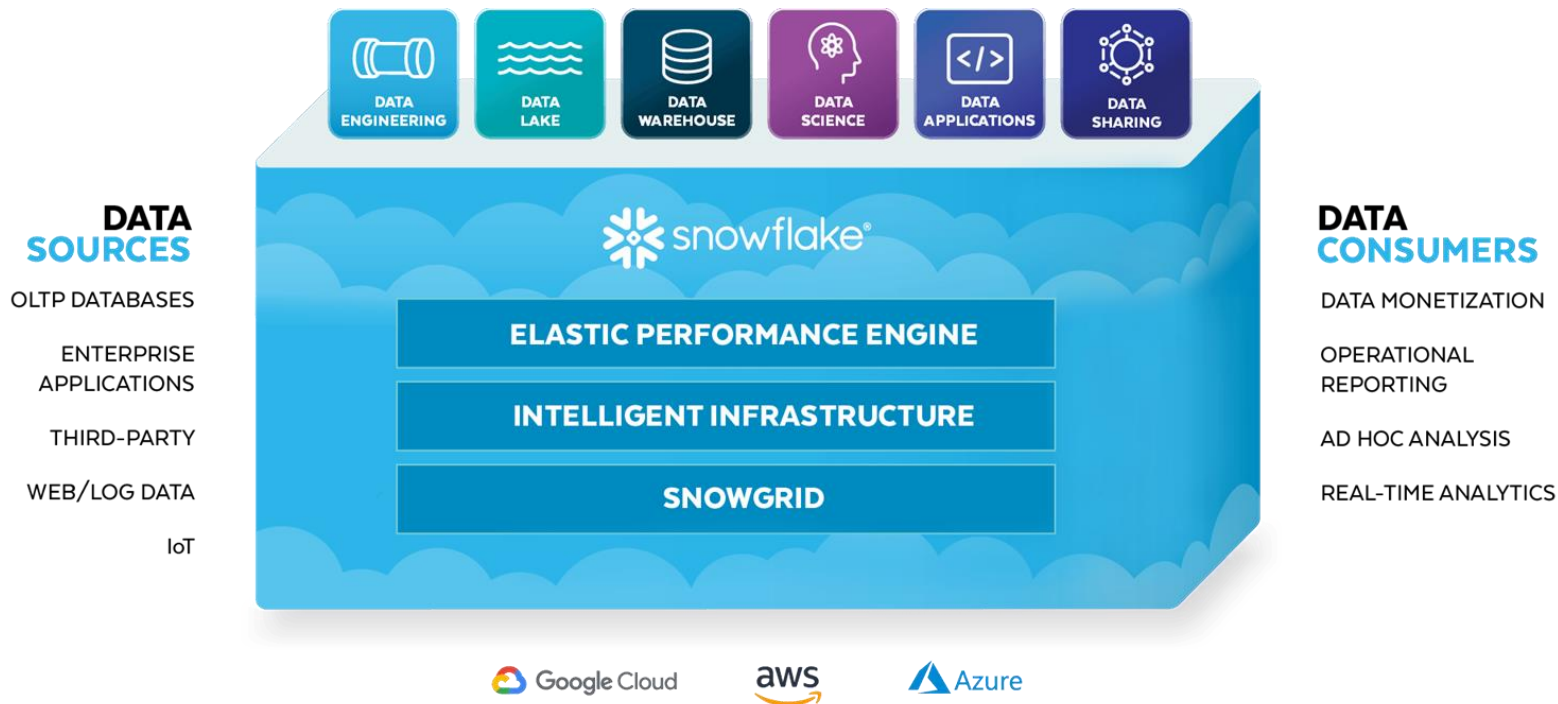 DATA
ENGINEERING
DATA
LAKE
DATA
WAREHOUSE
DATA
SCIENCE
</>
DATA
APPLICATIONS
DATA
SHARING
DATA
SOURCES
OLTP DATABASES
ENTERPRISE
APPLICATIONS
THIRD-PARTY
WEB/LOG DATA
IoT
snowflake®
ELASTIC PERFORMANCE ENGINE
INTELLIGENT INFRASTRUCTURE
SNOWGRID
DATA
CONSUMERS
DATA MONETIZATION
OPERATIONAL
REPORTING
AD HOC ANALYSIS
REAL-TIME ANALYTICS
Google Cloud
aws
Azure